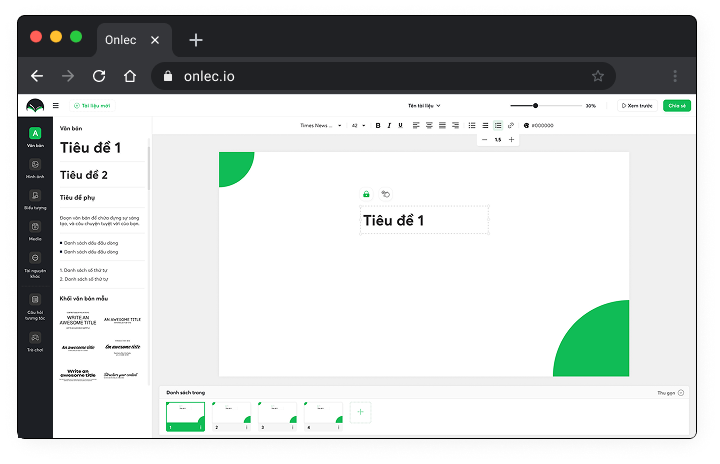 Onlec
onlec.io
Tài liệu mới
Tên tài liệu
30%
Xem trước
Chia sẻ
Văn bản
Hình ảnh
Biểu tượng
Media
Tài nguyên
khác
Câu hỏi
tương tác
Trò chơi
Văn bản
Tiêu đề 1
Tiêu đề 2
Tiêu đề phụ
Đoạn văn bản để chứa đựng sự sáng
tạo, và câu chuyện tuyệt vời của bạn.
Danh sách dấu đầu dòng
Danh sách dấu đầu dòng
1. Danh sách số thứ tự
2. Danh sách số thứ tự
Khối văn bản mẫu
WRITE AN
AWESOME TITLE
AN AWESOME TITLE
An awesome title
An awesome title
Write an
awesome title
Times News ...
42
B I U
#000000
1.5
Tiêu đề 1
Danh sách trang
Thu gọn
1
2
3
4